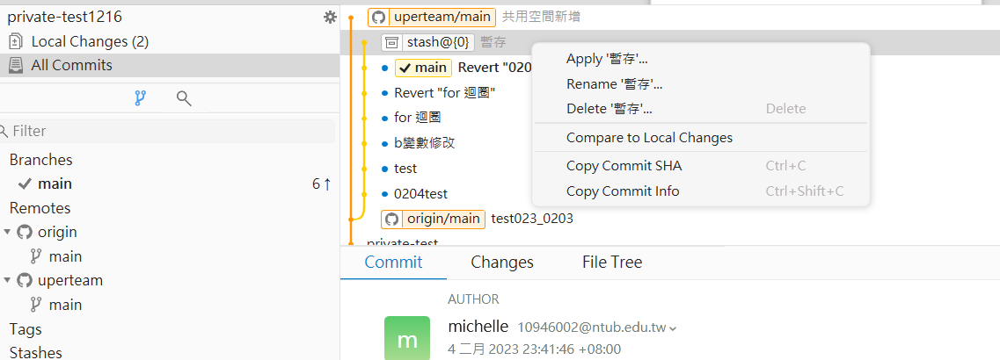 private-test1216
Local Changes (2)
All Commits
Filter
Branches
main 6↑
Remotes
origin
main
uperteam
main
Tags
Stashes
uperteam/main 共用空間新增
stash@{0} 暫存
main Revert "020
Revert "for 迴圈"
for 迴圈
b變數修改
test
0204test
origin/main test023_0203
private-test
Apply '暫存'...
Rename '暫存'...
Delete '暫存'... Delete
Compare to Local Changes
Copy Commit SHA Ctrl+C
Copy Commit Info Ctrl+Shift+C
Commit Changes File Tree
AUTHOR
m
michelle 10946002@ntub.edu.tw
4 二月 2023 23:41:46 +08:00